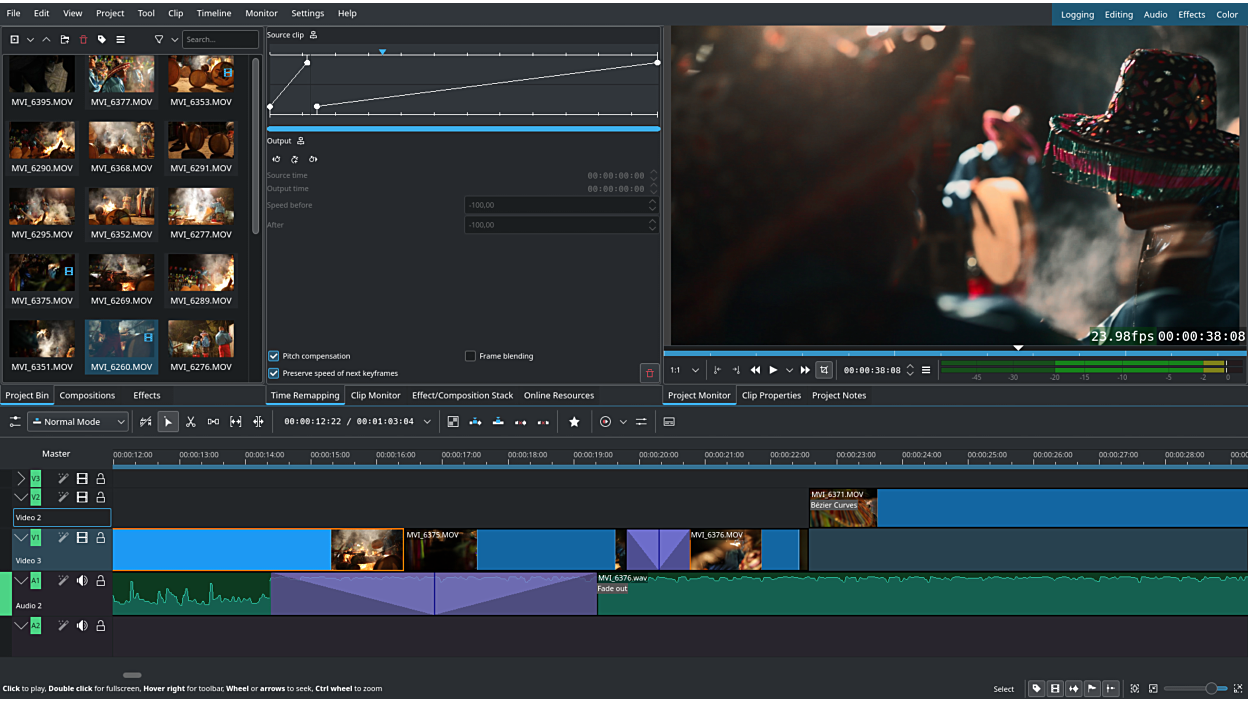 File Edit View Project Tool Clip Timeline Monitor Settings Help
Logging Editing Audio Effects Color
Search...
MVI_6395.MOV MVI_6377.MOV MVI_6353.MOV
MVI_6290.MOV MVI_6368.MOV MVI_6291.MOV
MVI_6295.MOV MVI_6352.MOV MVI_6277.MOV
MVI_6375.MOV MVI_6269.MOV MVI_6289.MOV
MVI_6351.MOV MVI_6260.MOV MVI_6276.MOV
Project Bin Compositions Effects
Source clip
Output
Source time 00:00:00:00
Output time 00:00:00:00
Speed before -100,00
After -100,00
Pitch compensation Frame blending
Preserve speed of next keyframes
Time Remapping Clip Monitor Effect/Composition Stack Online Resources
23.98fps 00:00:38:08
1:1 00:00:38:08
-45 -30 -20 -15 -10 -5 -2 0
Project Monitor Clip Properties Project Notes
Normal Mode 00:00:12:22 / 00:01:03:04
Master
00:00:12:00 00:00:13:00 00:00:14:00 00:00:15:00 00:00:16:00 00:00:17:00 00:00:18:00 00:00:19:00 00:00:20:00 00:00:21:00 00:00:22:00 00:00:23:00 00:00:24:00 00:00:25:00 00:00:26:00 00:00:27:00 00:00:28:00
V3
V2
Video 2
MVI_6371.MOV
Bézier Curves
V1
Video 3
MVI_6375.MOV
MVI_6376.MOV
A1
Audio 2
MVI_6376.wav
Fade out
A2
Click to play, Double click for fullscreen, Hover right for toolbar, Wheel or arrows to seek, Ctrl wheel to zoom
Select